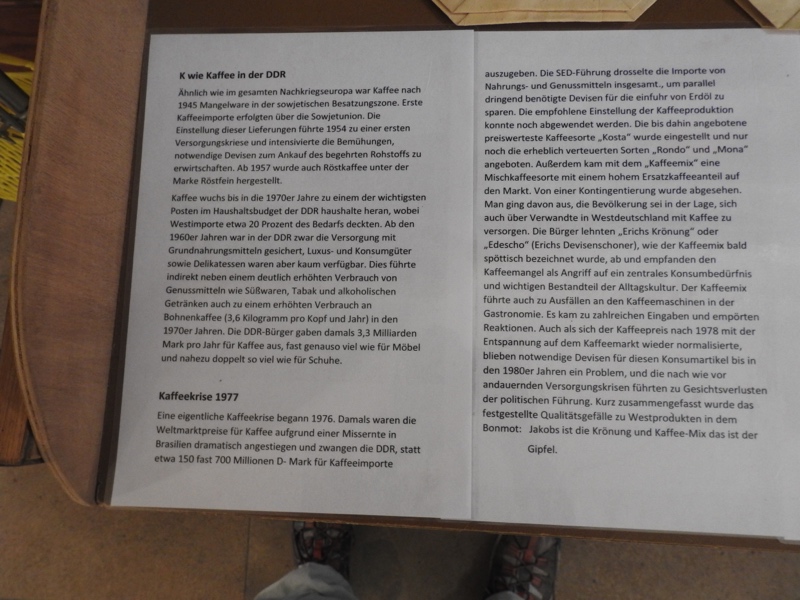 K wie Kaffee in der DDR
Ähnlich wie im gesamten Nachkriegseuropa war Kaffee nach
1945 Mangelware in der sowjetischen Besatzungszone. Erste
Kaffeeimporte erfolgten über die Sowjetunion. Die
Einstellung dieser Lieferungen führte 1954 zu einer ersten
Versorgungskriese und intensivierte die Bemühungen,
notwendige Devisen zum Ankauf des begehrten Rohstoffs zu
erwirtschaften. Ab 1957 wurde auch Röstkaffee unter der
Marke Röstfein hergestellt.
Kaffee wuchs bis in die 1970er Jahre zu einem der wichtigsten
Posten im Haushaltsbudget der DDR haushalte heran, wobei
Westimporte etwa 20 Prozent des Bedarfs deckten. Ab den
1960er Jahren war in der DDR zwar die Versorgung mit
Grundnahrungsmitteln gesichert, Luxus- und Konsumgüter
sowie Delikatessen waren aber kaum verfügbar. Dies führte
indirekt neben einem deutlich erhöhten Verbrauch von
Genussmitteln wie Süßwaren, Tabak und alkoholischen
Getränken auch zu einem erhöhten Verbrauch an
Bohnenkaffee (3,6 Kilogramm pro Kopf und Jahr) in den
1970er Jahren. Die DDR-Bürger gaben damals 3,3 Milliarden
Mark pro Jahr für Kaffee aus, fast genauso viel wie für Möbel
und nahezu doppelt so viel wie für Schuhe.
Kaffeekrise 1977
Eine eigentliche Kaffeekrise begann 1976. Damals waren die
Weltmarktpreise für Kaffee aufgrund einer Missernte in
Brasilien dramatisch angestiegen und zwangen die DDR, statt
etwa 150 fast 700 Millionen D- Mark für Kaffeeimporte
auszugeben. Die SED-Führung drosselte die Importe von
Nahrungs- und Genussmitteln insgesamt., um parallel
dringend benötigte Devisen für die einfuhr von Erdöl zu
sparen. Die empfohlene Einstellung der Kaffeeproduktion
konnte noch abgewendet werden. Die bis dahin angebotene
preiswerteste Kaffeesorte „Kosta“ wurde eingestellt und nur
noch die erheblich verteuerten Sorten „Rondo“ und „Mona“
angeboten. Außerdem kam mit dem „Kaffeemix“ eine
Mischkaffeesorte mit einem hohem Ersatzkaffeeanteil auf
den Markt. Von einer Kontingentierung wurde abgesehen.
Man ging davon aus, die Bevölkerung sei in der Lage, sich
auch über Verwandte in Westdeutschland mit Kaffee zu
versorgen. Die Bürger lehnten „Erichs Krönung“ oder
„Edescho“ (Erichs Devisenschoner), wie der Kaffeemix bald
spöttisch bezeichnet wurde, ab und empfanden den
Kaffeemangel als Angriff auf ein zentrales Konsumbedürfnis
und wichtigen Bestandteil der Alltagskultur. Der Kaffeemix
führte auch zu Ausfällen an den Kaffeemaschinen in der
Gastronomie. Es kam zu zahlreichen Eingaben und empörten
Reaktionen. Auch als sich der Kaffeepreis nach 1978 mit der
Entspannung auf dem Kaffeemarkt wieder normalisierte,
blieben notwendige Devisen für diesen Konsumartikel bis in
den 1980er Jahren ein Problem, und die nach wie vor
andauernden Versorgungskrisen führten zu Gesichtsverlusten
der politischen Führung. Kurz zusammengefasst wurde das
festgestellte Qualitätsgefälle zu Westprodukten in dem
Bonmot: Jakobs ist die Krönung und Kaffee-Mix das ist der
Gipfel.